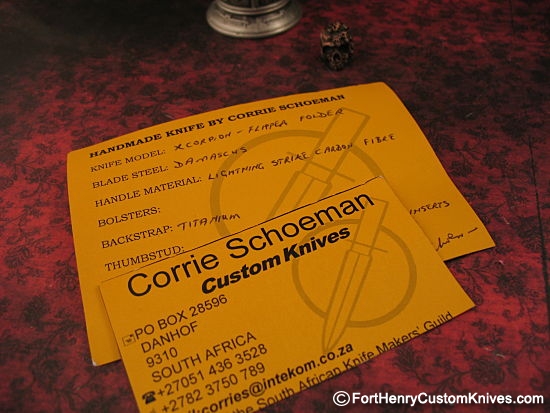 HANDMADE KNIFE BY CORRIE SCHOEMAN
KNIFE MODEL: XCORPION - FLIPPER FOLDER
BLADE STEEL: DAMASCUS
HANDLE MATERIAL: LIGHTNING STRIKE CARBON FIBRE
BOLSTERS:
BACKSTRAP: TITANIUM
THUMBSTUD:
INSERTS
Corrie Schoeman
Custom Knives
PO BOX 28596
DANHOF
9310
SOUTH AFRICA
+27051 436 3528
+2782 3750 789
corries@intekom.co.za
the South African Knife Makers' Guild
©FortHenryCustomKnives.com